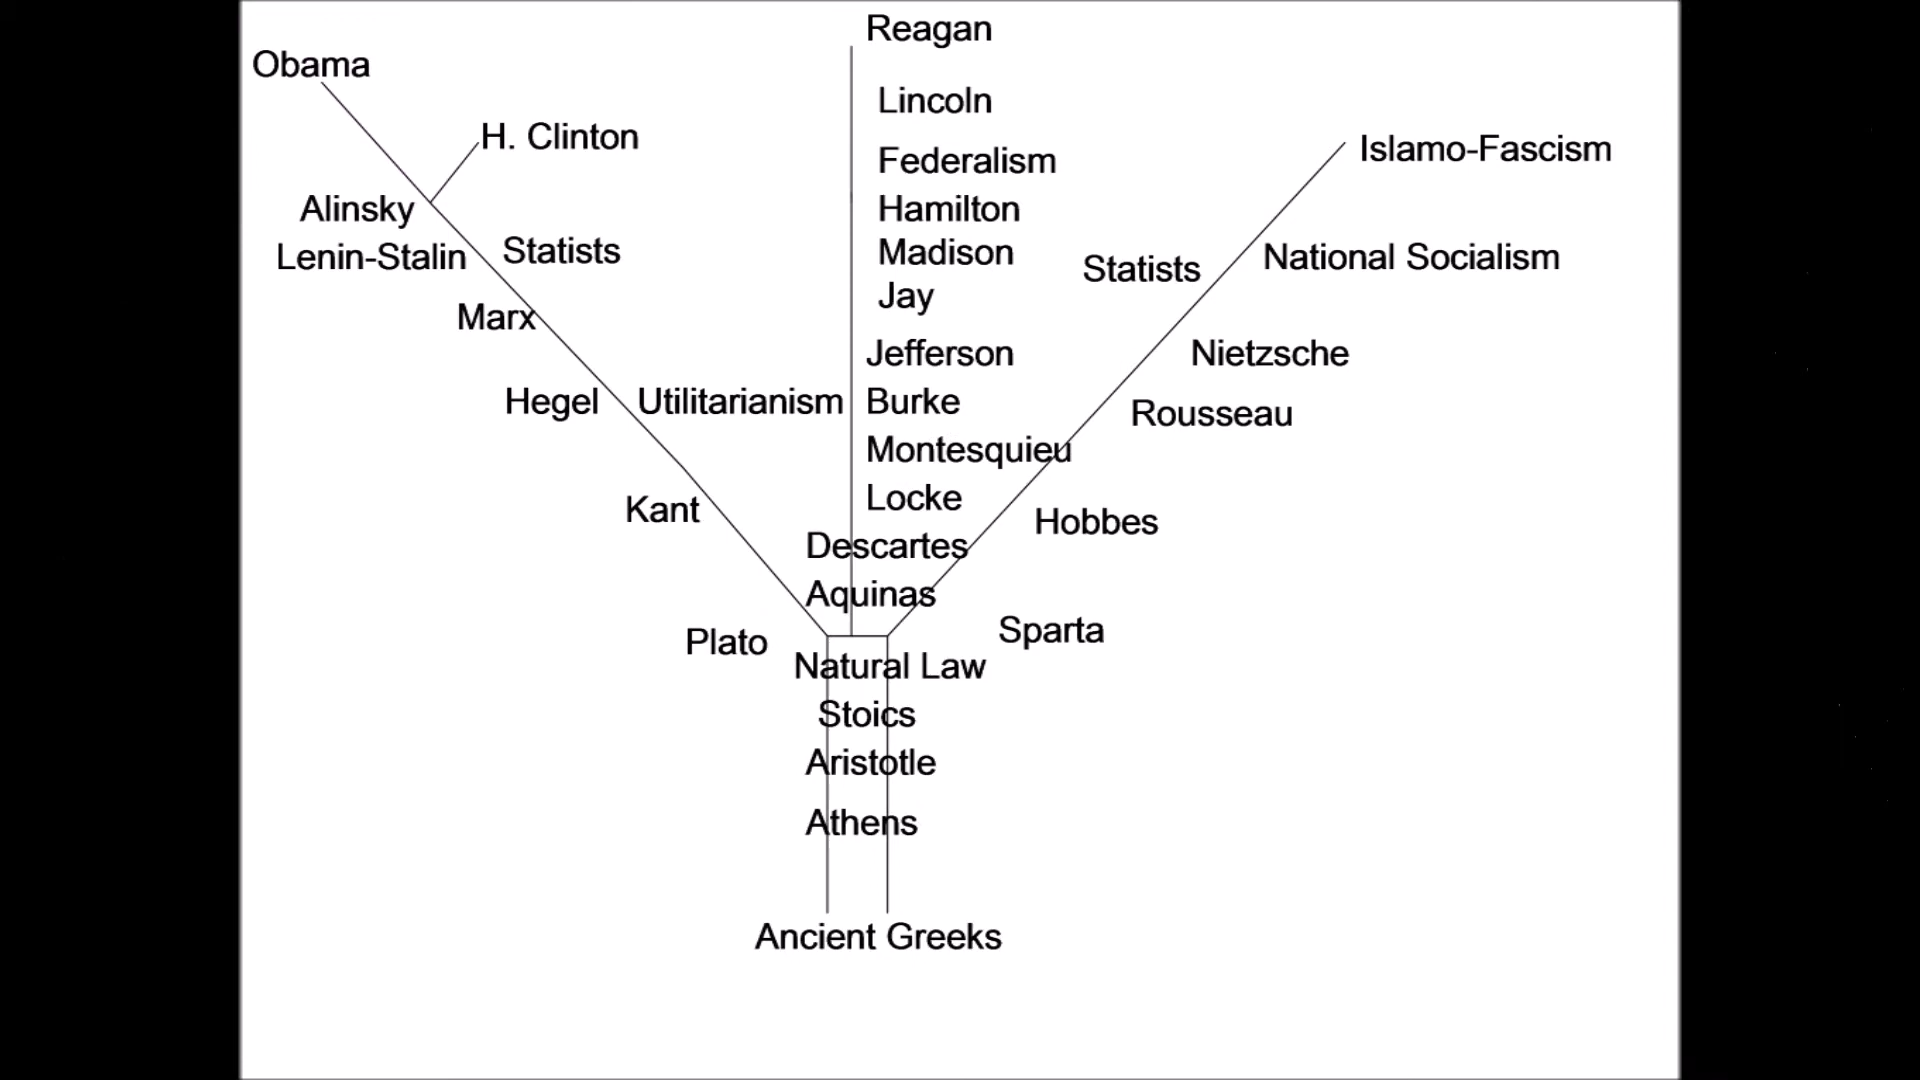 Reagan
Obama
Lincoln
H. Clinton
Islamo-Fascism
Federalism
Alinsky
Hamilton
Lenin-Stalin
Statists
Madison
Statists
National Socialism
Jay
Marx
Jefferson
Nietzsche
Hegel
Utilitarianism
Burke
Rousseau
Montesquieu
Kant
Locke
Hobbes
Descartes
Aquinas
Plato
Sparta
Natural Law
Stoics
Aristotle
Athens
Ancient Greeks